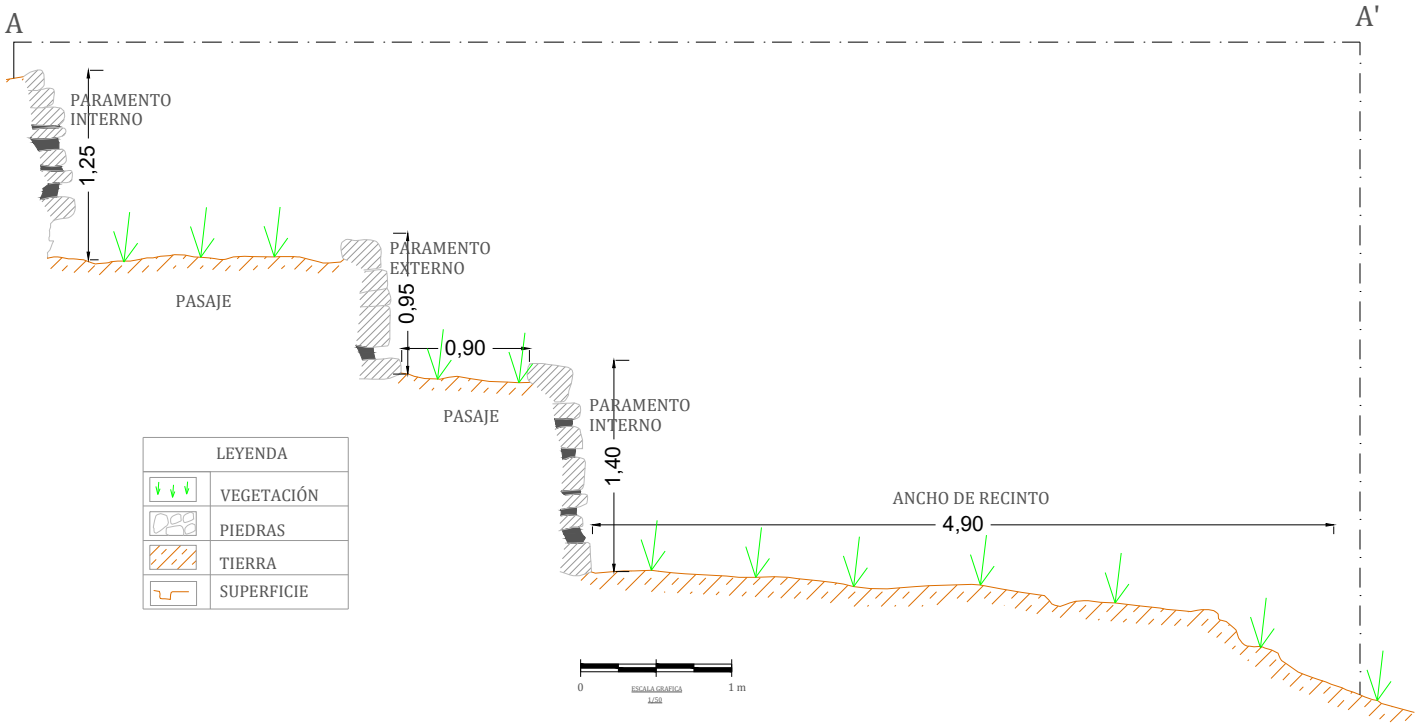 A
A'
PARAMENTO
INTERNO
1,25
PASAJE
PARAMENTO
EXTERNO
0,95
0,90
PASAJE
PARAMENTO
INTERNO
1,40
ANCHO DE RECINTO
4,90
LEYENDA
VEGETACIÓN
PIEDRAS
TIERRA
SUPERFICIE
0
ESCALA GRAFICA
1/50
1 m